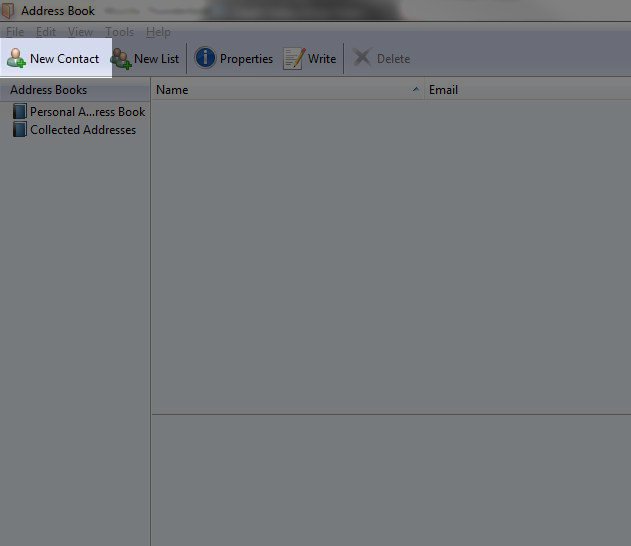 Address Book
File Edit View Tools Help
New Contact New List Properties Write Delete
Address Books Name Email
Personal A...ress Book
Collected Addresses